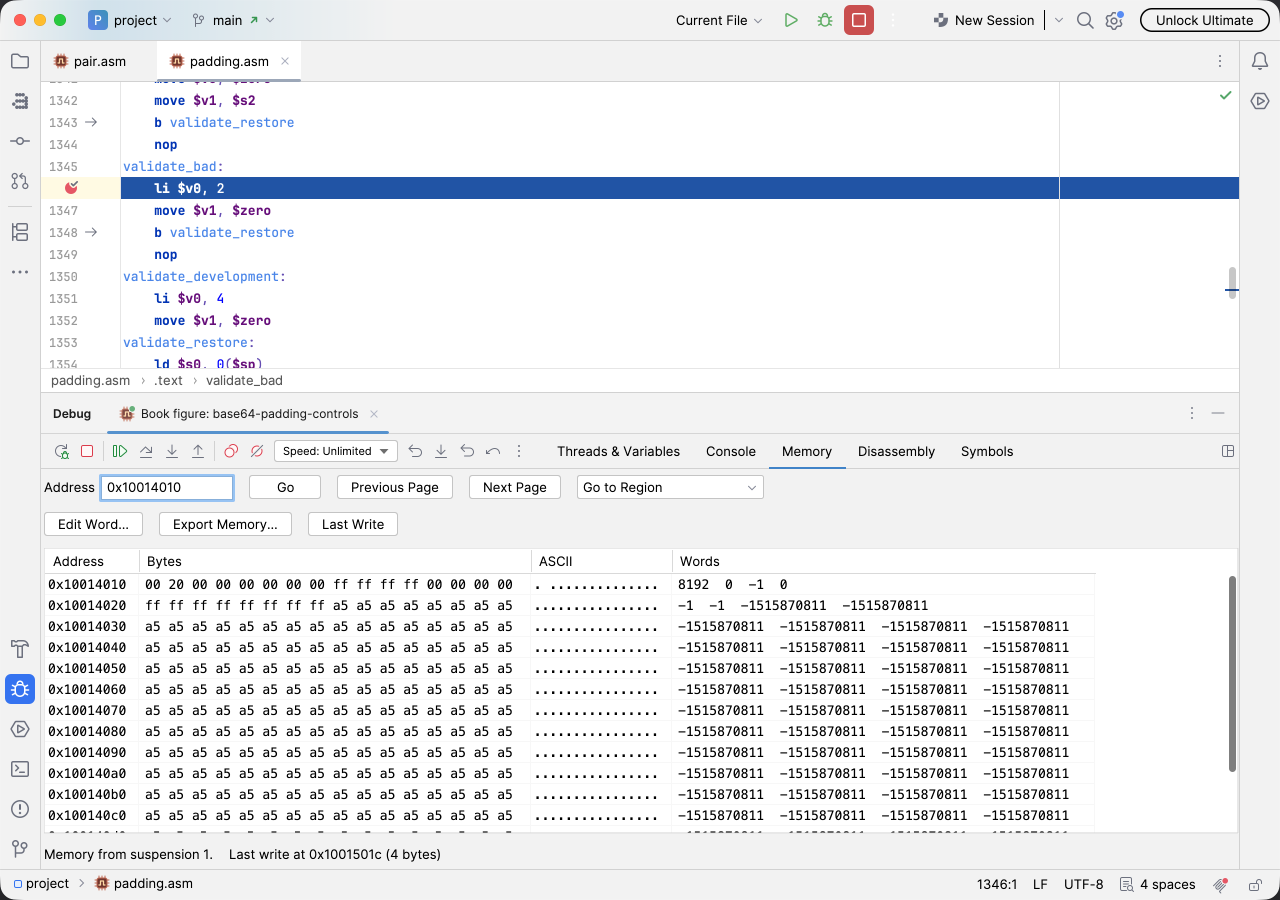 P project main Current File New Session Unlock Ultimate
pair.asm padding.asm
1342 move $v1, $s2
1343 b validate_restore
1344 nop
1345 validate_bad:
li $v0, 2
1347 move $v1, $zero
1348 b validate_restore
1349 nop
1350 validate_development:
1351 li $v0, 4
1352 move $v1, $zero
1353 validate_restore:
1354 ld $s0, 0($sp)
padding.asm › .text › validate_bad
Debug Book figure: base64-padding-controls
Speed: Unlimited Threads & Variables Console Memory Disassembly Symbols
Address 0x10014010 Go Previous Page Next Page Go to Region
Edit Word... Export Memory... Last Write
Address Bytes ASCII Words
0x10014010 00 20 00 00 00 00 00 00 ff ff ff ff 00 00 00 00 . .............. 8192 0 -1 0
0x10014020 ff ff ff ff ff ff ff ff a5 a5 a5 a5 a5 a5 a5 a5 ................ -1 -1 -1515870811 -1515870811
0x10014030 a5 a5 a5 a5 a5 a5 a5 a5 a5 a5 a5 a5 a5 a5 a5 a5 ................ -1515870811 -1515870811 -1515870811 -1515870811
0x10014040 a5 a5 a5 a5 a5 a5 a5 a5 a5 a5 a5 a5 a5 a5 a5 a5 ................ -1515870811 -1515870811 -1515870811 -1515870811
0x10014050 a5 a5 a5 a5 a5 a5 a5 a5 a5 a5 a5 a5 a5 a5 a5 a5 ................ -1515870811 -1515870811 -1515870811 -1515870811
0x10014060 a5 a5 a5 a5 a5 a5 a5 a5 a5 a5 a5 a5 a5 a5 a5 a5 ................ -1515870811 -1515870811 -1515870811 -1515870811
0x10014070 a5 a5 a5 a5 a5 a5 a5 a5 a5 a5 a5 a5 a5 a5 a5 a5 ................ -1515870811 -1515870811 -1515870811 -1515870811
0x10014080 a5 a5 a5 a5 a5 a5 a5 a5 a5 a5 a5 a5 a5 a5 a5 a5 ................ -1515870811 -1515870811 -1515870811 -1515870811
0x10014090 a5 a5 a5 a5 a5 a5 a5 a5 a5 a5 a5 a5 a5 a5 a5 a5 ................ -1515870811 -1515870811 -1515870811 -1515870811
0x100140a0 a5 a5 a5 a5 a5 a5 a5 a5 a5 a5 a5 a5 a5 a5 a5 a5 ................ -1515870811 -1515870811 -1515870811 -1515870811
0x100140b0 a5 a5 a5 a5 a5 a5 a5 a5 a5 a5 a5 a5 a5 a5 a5 a5 ................ -1515870811 -1515870811 -1515870811 -1515870811
0x100140c0 a5 a5 a5 a5 a5 a5 a5 a5 a5 a5 a5 a5 a5 a5 a5 a5 ................ -1515870811 -1515870811 -1515870811 -1515870811
Memory from suspension 1. Last write at 0x1001501c (4 bytes)
project › padding.asm 1346:1 LF UTF-8 4 spaces